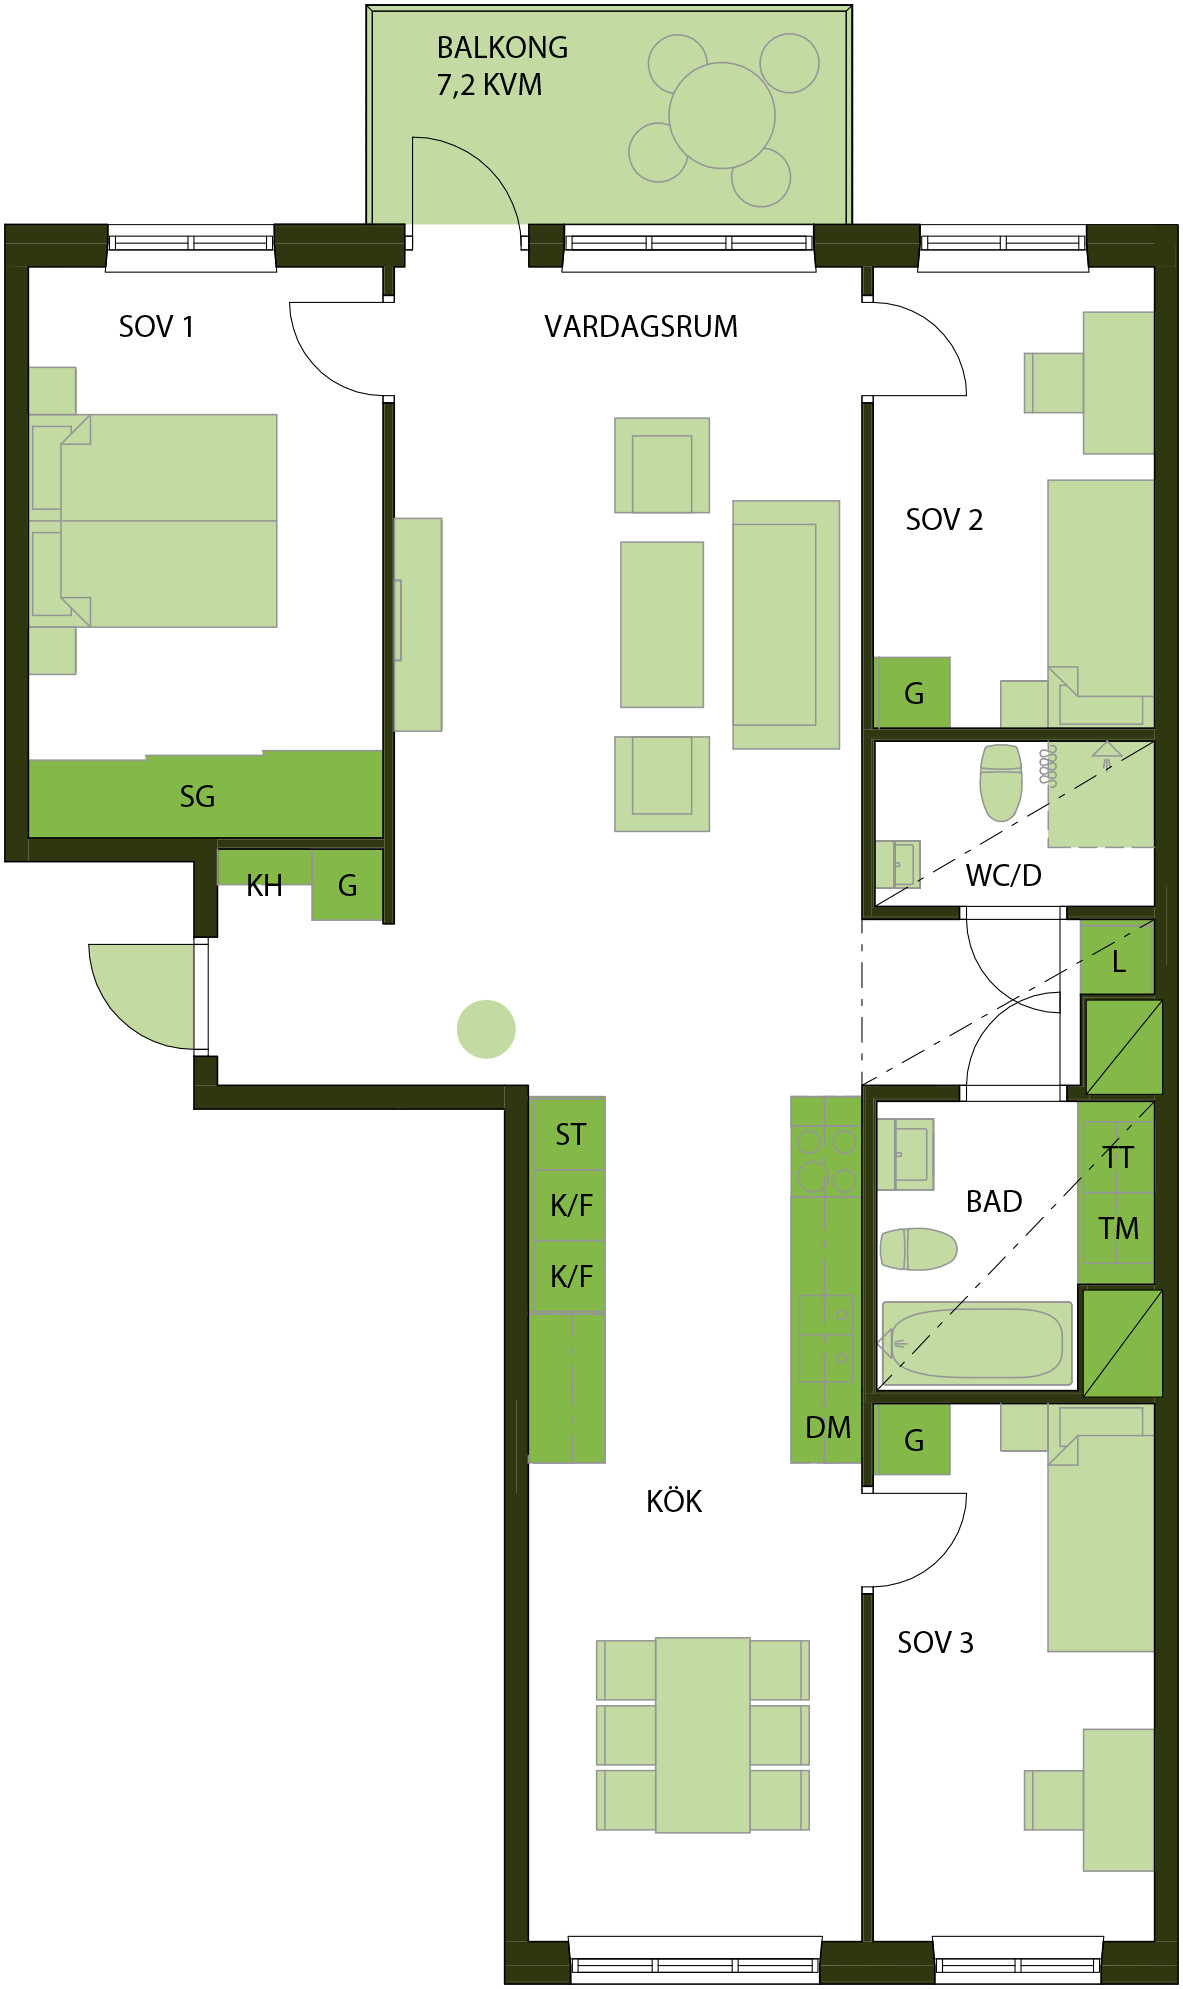 BALKONG
7,2 KVM
SOV 1
VARDAGSRUM
SOV 2
G
SG
KH
G
WC/D
L
ST
TT
K/F
BAD
TM
K/F
DM
G
KÖK
SOV 3